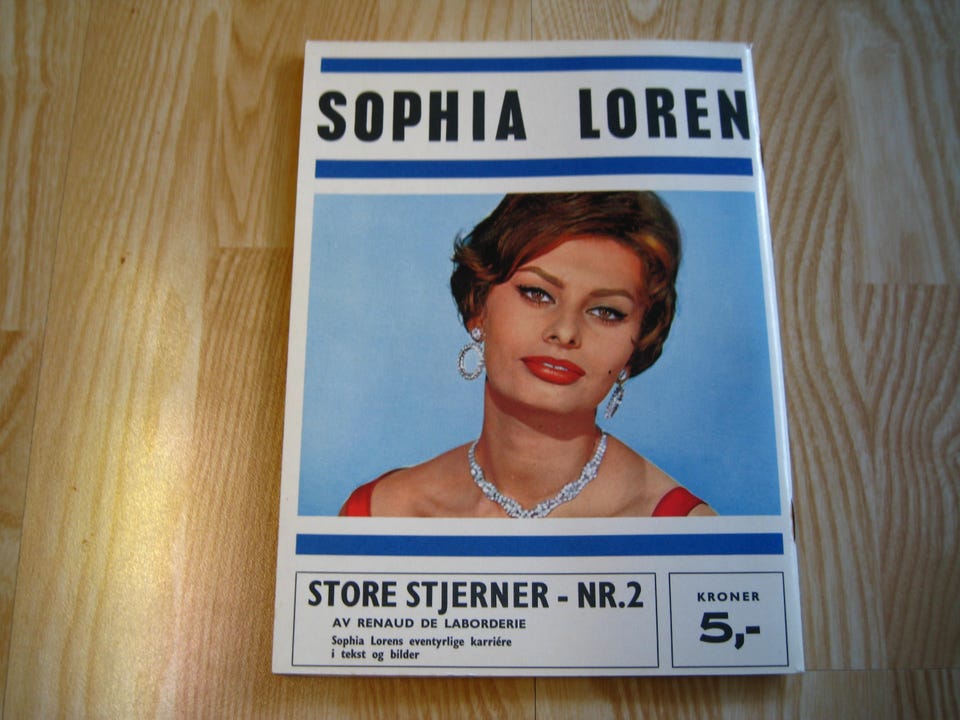 SOPHIA LOREN
STORE STJERNER - NR.2
AV RENAUD DE LABORDERIE
Sophia Lorens eventyrlige karriére
i tekst og bilder
KRONER
5,-